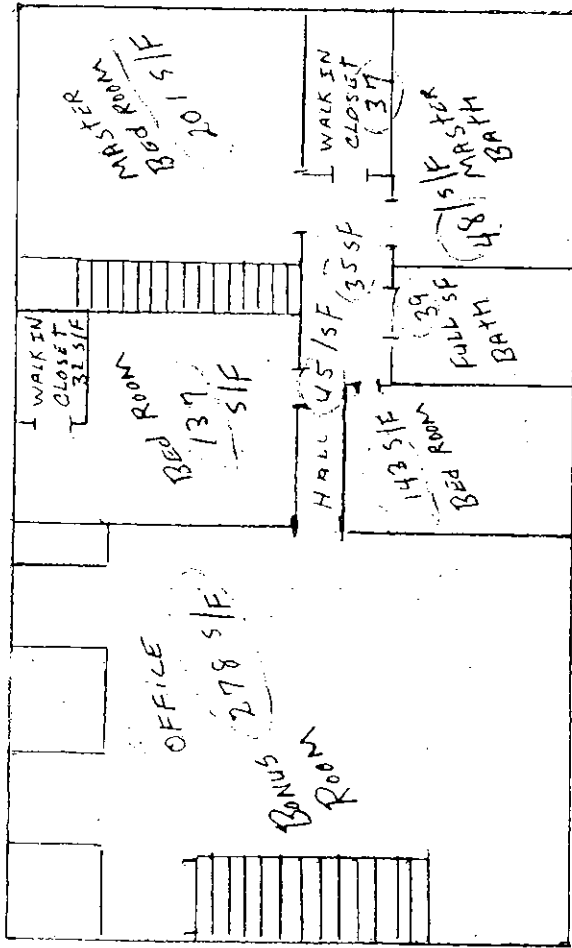 MASTER
BED ROOM
201 S/F
WALK IN
CLOSET
(37
48 / S/F
MASTER
BATH
WALK IN
CLOSET
32 S/F
BED ROOM
137
S/F
HALL 45 / SF
(35 SF
(39
FULL SF
BATH
143 S/F
BED ROOM
OFFICE
278 S/F
BONUS
ROOM